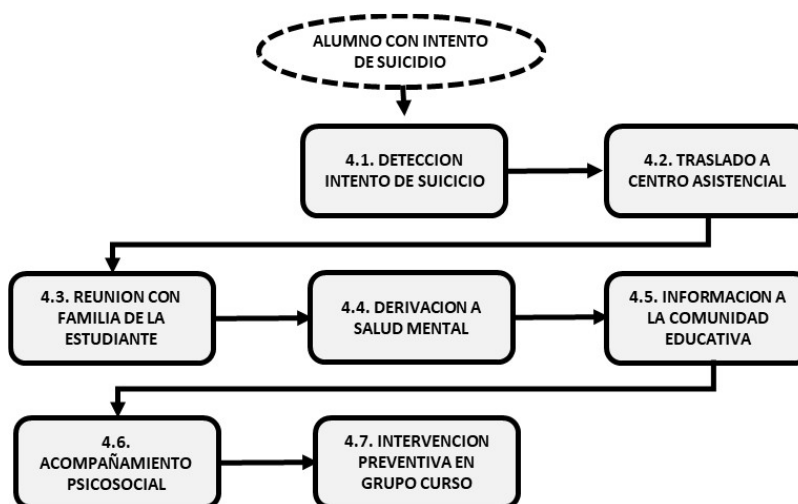 ALUMNO CON INTENTO
DE SUICIDIO
4.1. DETECCION
INTENTO DE SUICICIO
4.2. TRASLADO A
CENTRO ASISTENCIAL
4.3. REUNION CON
FAMILIA DE LA
ESTUDIANTE
4.4. DERIVACION A
SALUD MENTAL
4.5. INFORMACION A
LA COMUNIDAD
EDUCATIVA
4.6.
ACOMPAÑAMIENTO
PSICOSOCIAL
4.7. INTERVENCION
PREVENTIVA EN
GRUPO CURSO